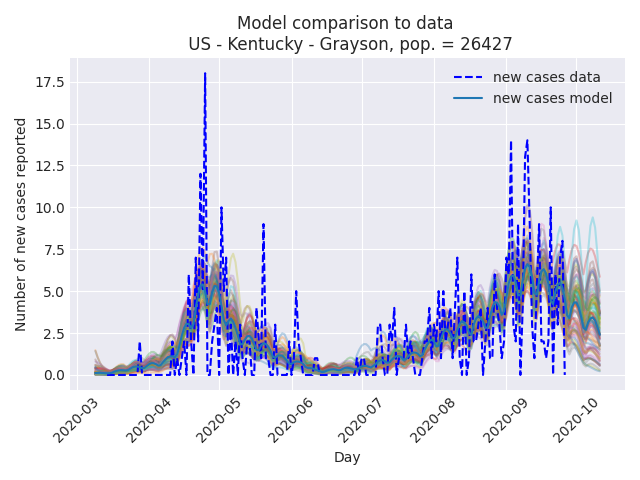 Model comparison to data
US - Kentucky - Grayson, pop. = 26427
new cases data
new cases model
Number of new cases reported
17.5
15.0
12.5
10.0
7.5
5.0
2.5
0.0
2020-03
2020-04
2020-05
2020-06
2020-07
2020-08
2020-09
2020-10
Day